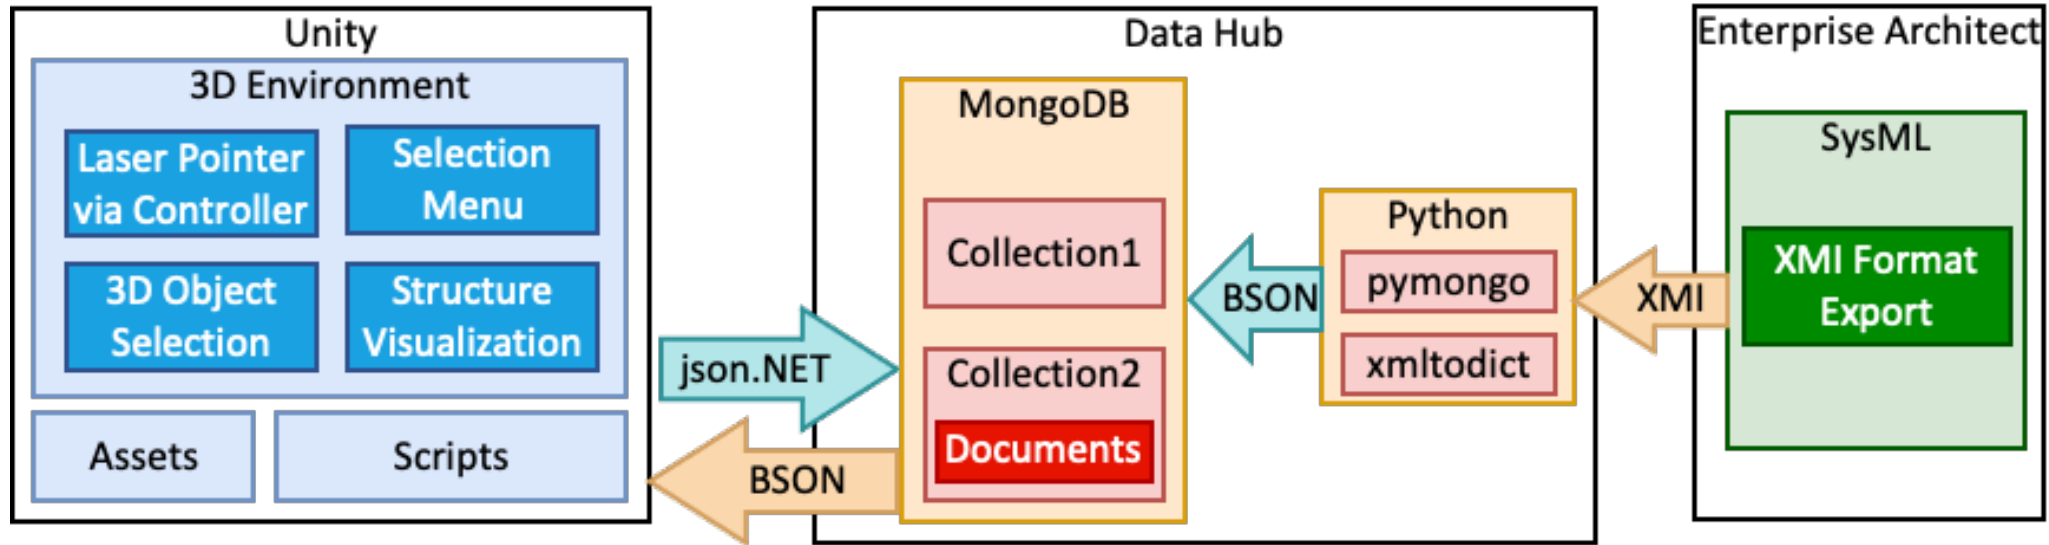 Unity
3D Environment
Laser Pointer
via Controller
Selection
Menu
3D Object
Selection
Structure
Visualization
Assets
Scripts
json.NET
BSON
Data Hub
MongoDB
Collection1
Collection2
Documents
BSON
Python
pymongo
xmltodict
XMI
Enterprise Architect
SysML
XMI Format
Export